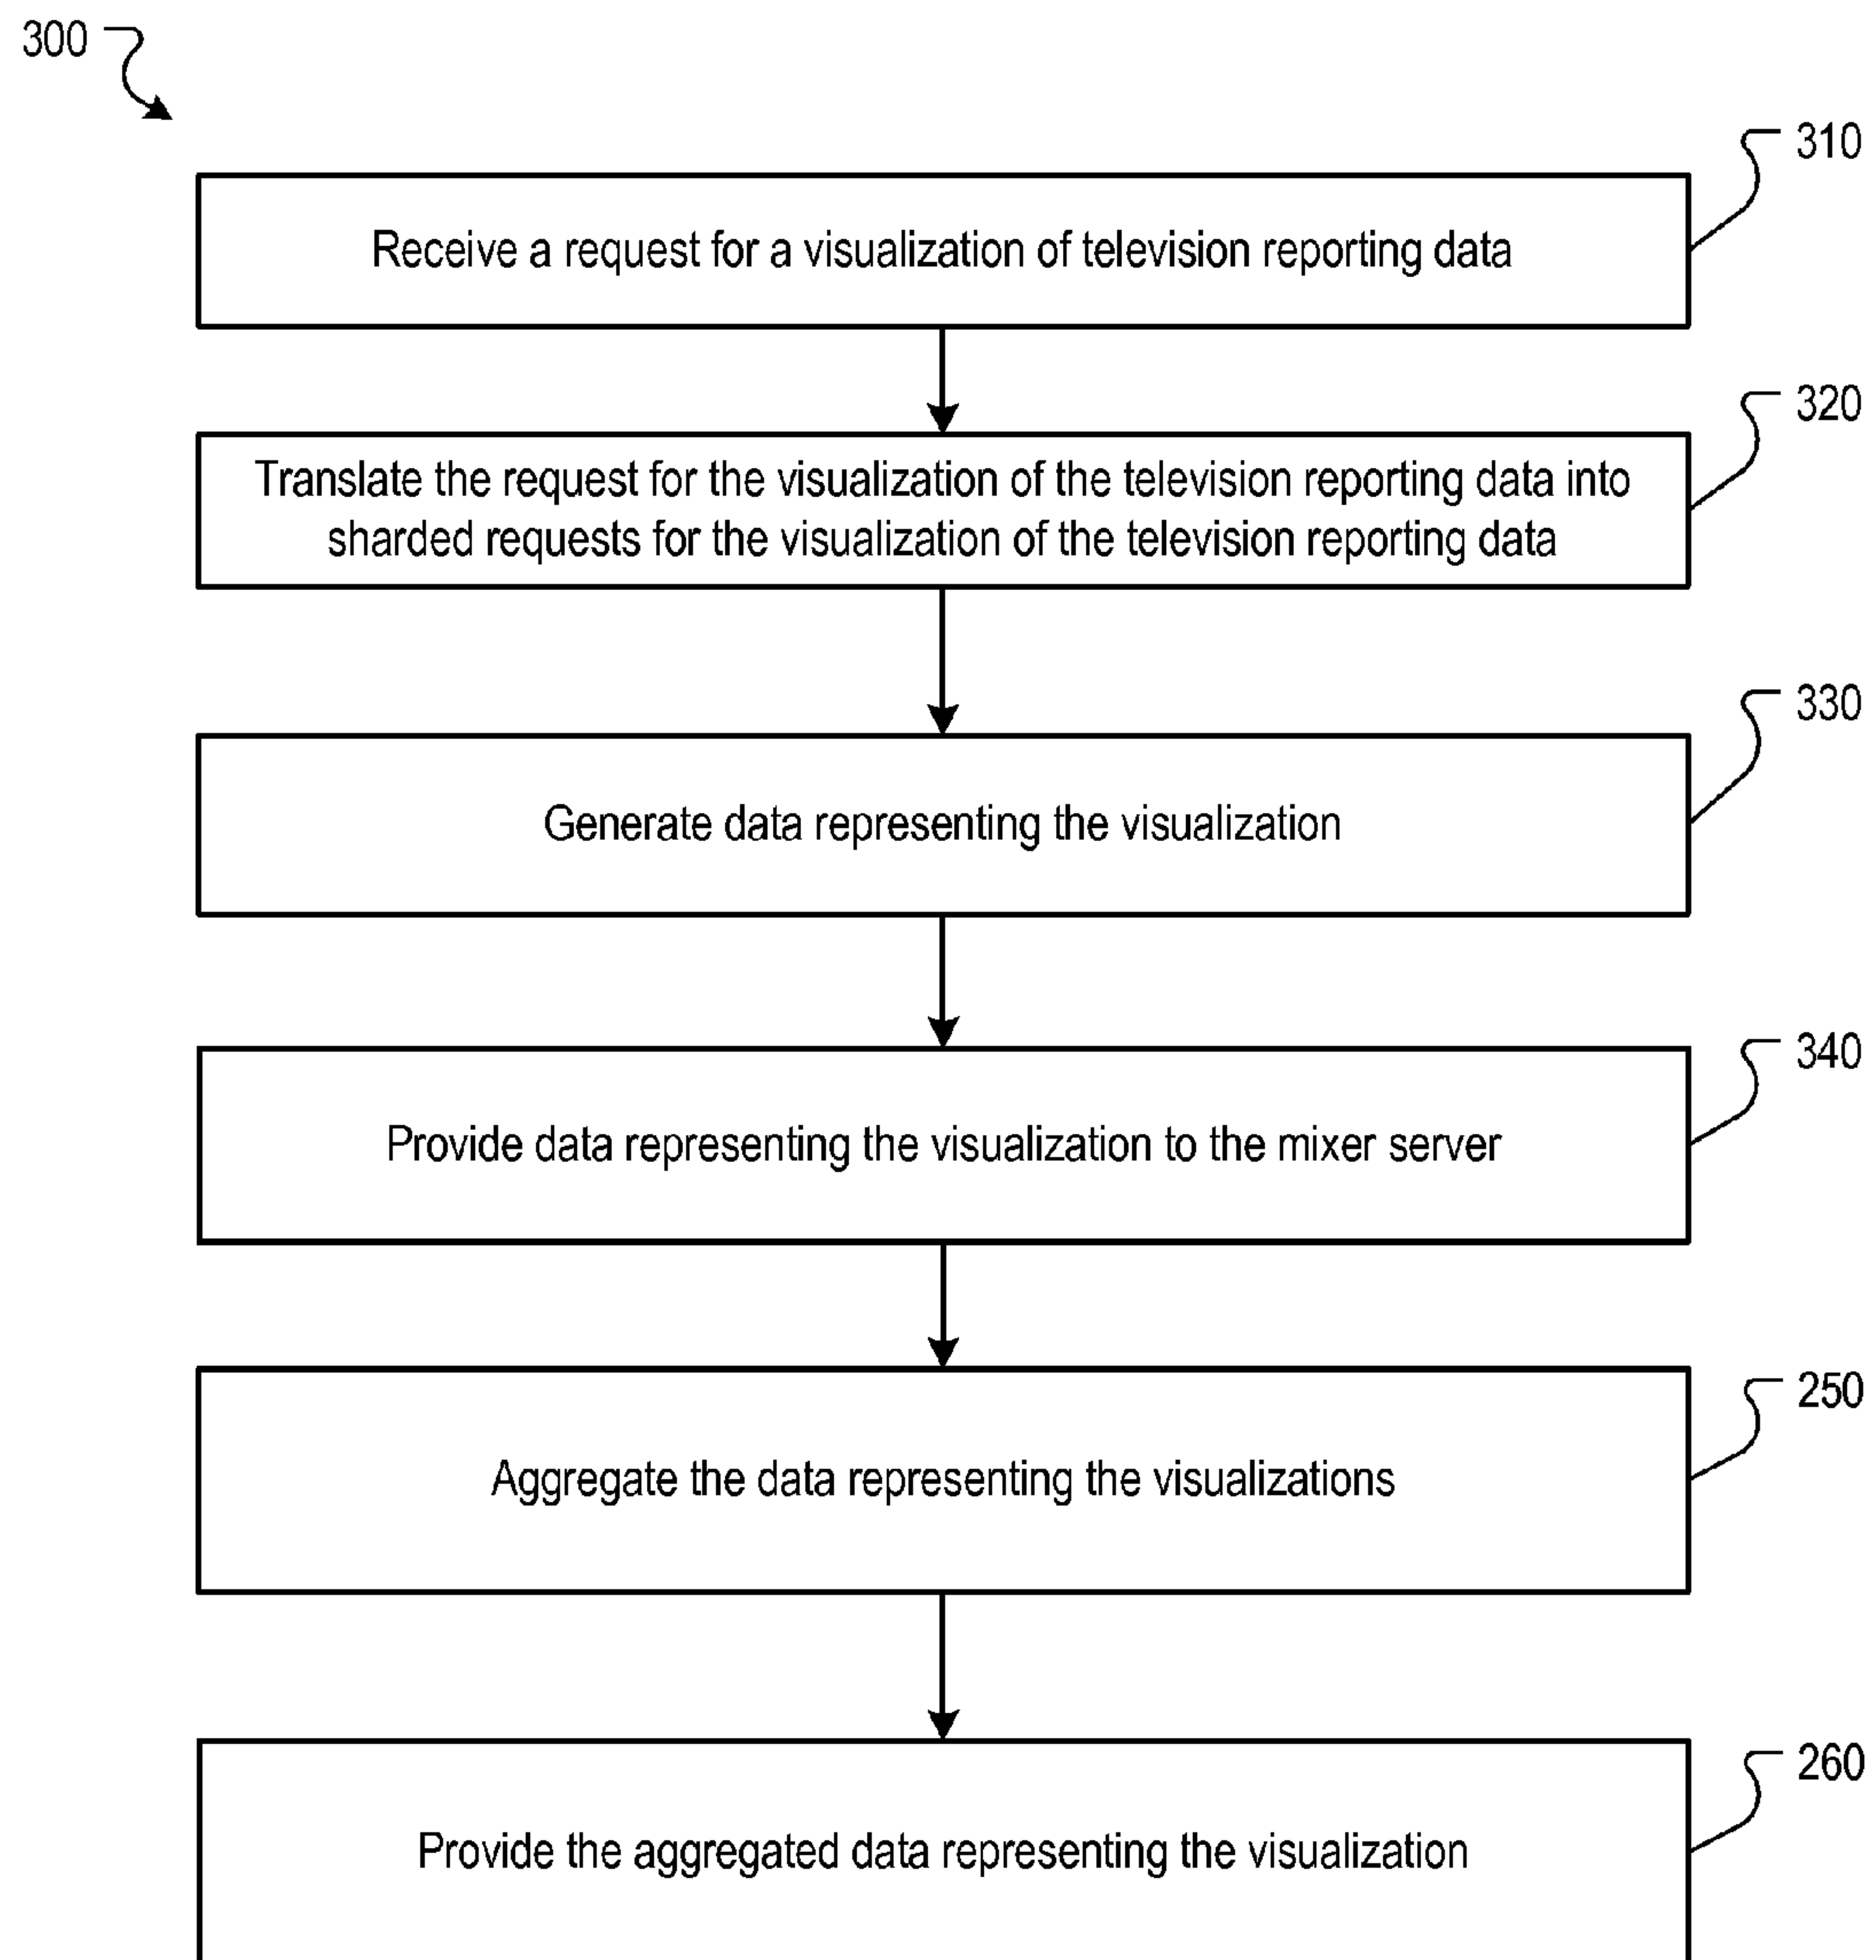 300
310
Receive a request for a visualization of television reporting data
320
Translate the request for the visualization of the television reporting data into
sharded requests for the visualization of the television reporting data
330
Generate data representing the visualization
340
Provide data representing the visualization to the mixer server
250
Aggregate the data representing the visualizations
260
Provide the aggregated data representing the visualization